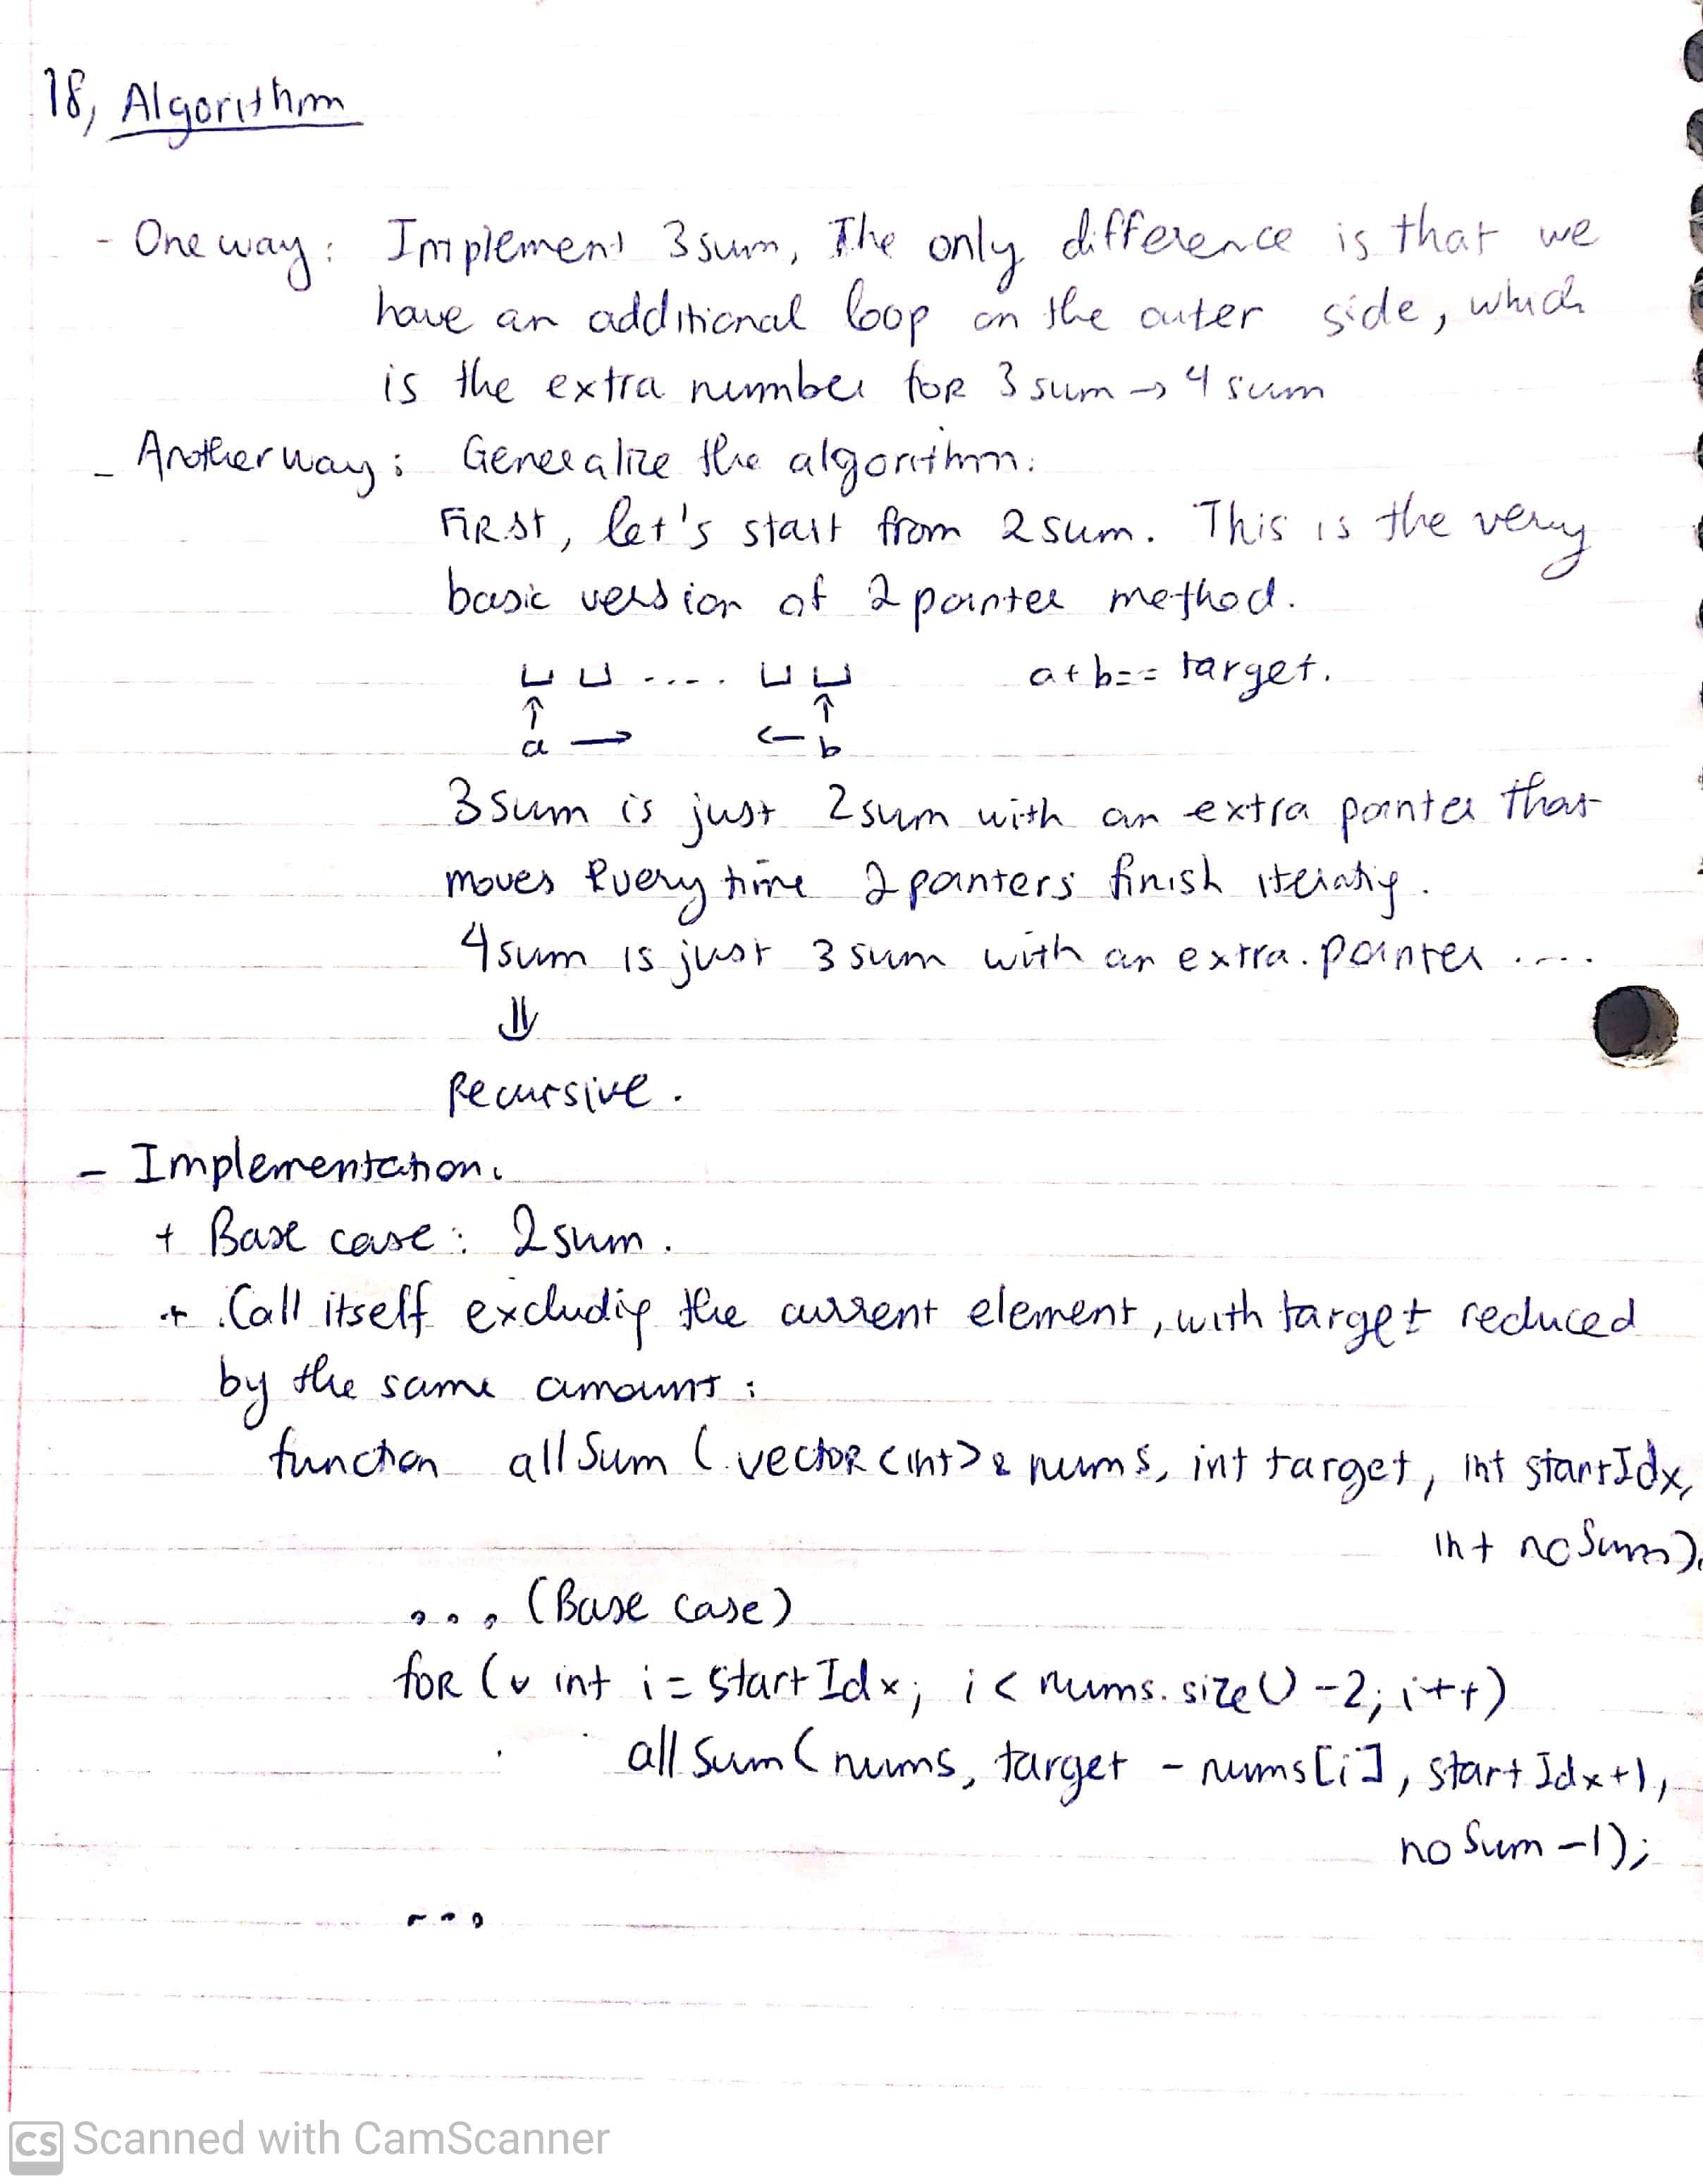 18, Algorithm
- One way: Implement 3sum, The only difference is that we
have an additional loop on the outer side, which
is the extra number for 3 sum → 4 sum
- Another way: Generalize the algorithm:
First, let's start from 2sum. This is the very
basic version of 2 pointer method.
⊔ ⊔ .... ⊔ ⊔ a+b== target.
↑ ↑
a → ← b
3sum is just 2sum with an extra pointer that
moves every time 2 pointers finish iteratig.
4sum is just 3 sum with an extra. pointer ....
⇓
Recursive.
- Implementation:
+ Base case: 2sum.
+ Call itself excludig the current element, with target reduced
by the same amount:
function allSum (vector<int>& nums, int target, int startIdx,
int noSum).
... (Base case)
for (int i = startIdx; i < nums.size() -2; i++)
allSum(nums, target - nums[i], startIdx+1,
noSum -1);
...
CS Scanned with CamScanner